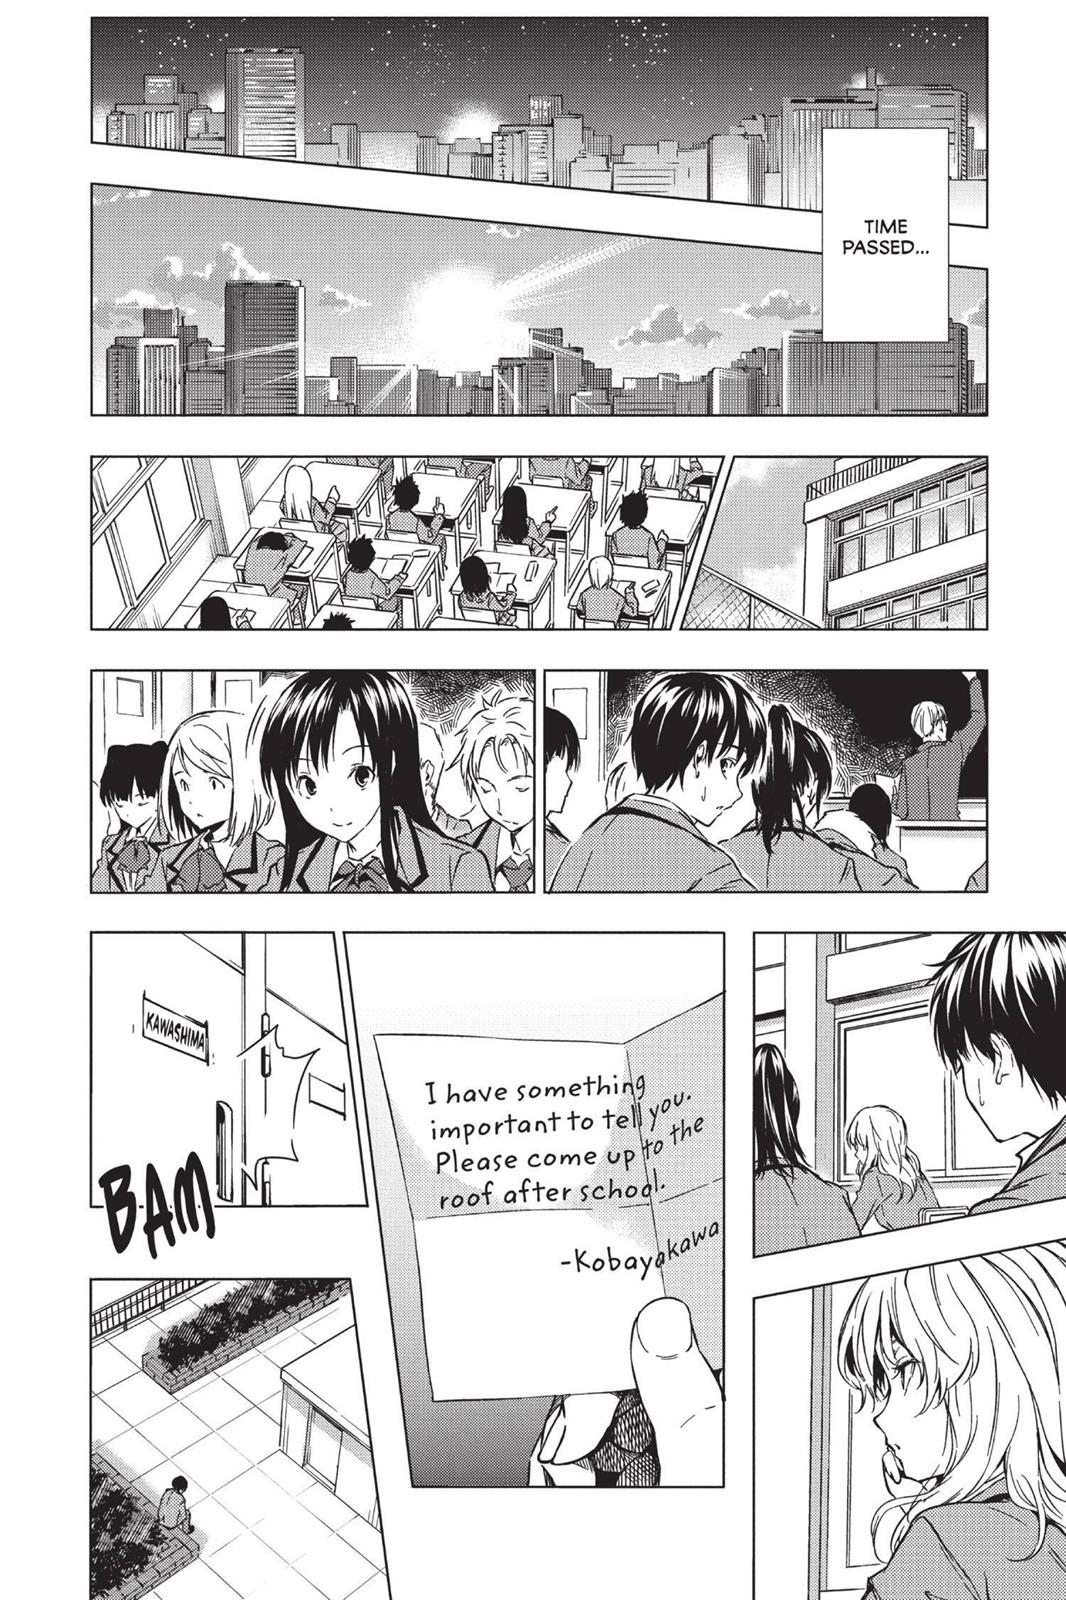 TIME
PASSED...
I have something
important to tell you.
Please come up to the
roof after school.
-Kobayakawa
KAWASHIMA
BAM